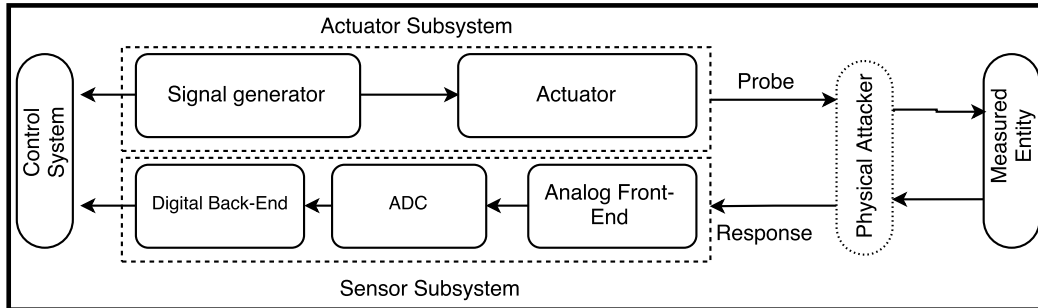 Actuator Subsystem
Control
System
Signal generator
Actuator
Probe
Physical Attacker
Measured
Entity
Digital Back-End
ADC
Analog Front-
End
Response
Sensor Subsystem